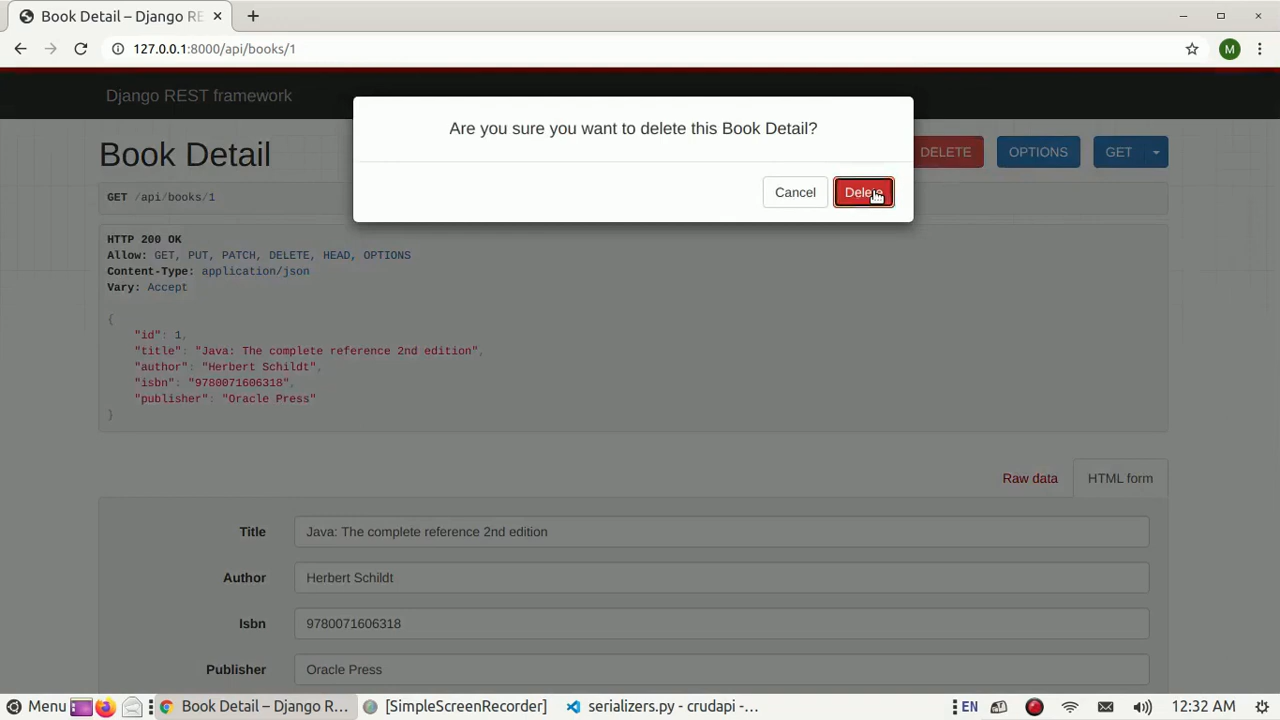 Book Detail – Django RE
127.0.0.1:8000/api/books/1
M
Django REST framework
Are you sure you want to delete this Book Detail?
Cancel
Delete
Book Detail
DELETE
OPTIONS
GET
GET /api/books/1
HTTP 200 OK
Allow: GET, PUT, PATCH, DELETE, HEAD, OPTIONS
Content-Type: application/json
Vary: Accept
{
"id": 1,
"title": "Java: The complete reference 2nd edition",
"author": "Herbert Schildt",
"isbn": "9780071606318",
"publisher": "Oracle Press"
}
Raw data
HTML form
Title
Java: The complete reference 2nd edition
Author
Herbert Schildt
Isbn
9780071606318
Publisher
Oracle Press
Menu
Book Detail – Django R...
[SimpleScreenRecorder]
serializers.py - crudapi -...
EN
12:32 AM